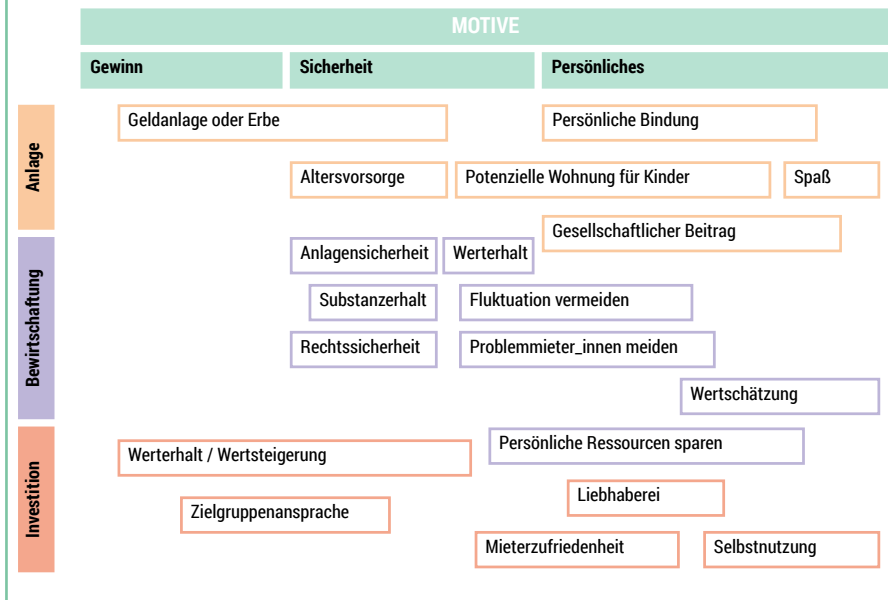 MOTIVE
Gewinn
Sicherheit
Persönliches
Anlage
Geldanlage oder Erbe
Persönliche Bindung
Altersvorsorge
Potenzielle Wohnung für Kinder
Spaß
Gesellschaftlicher Beitrag
Bewirtschaftung
Anlagensicherheit
Werterhalt
Substanzerhalt
Fluktuation vermeiden
Rechtssicherheit
Problemmieter_innen meiden
Wertschätzung
Persönliche Ressourcen sparen
Investition
Werterhalt / Wertsteigerung
Liebhaberei
Zielgruppenansprache
Mieterzufriedenheit
Selbstnutzung